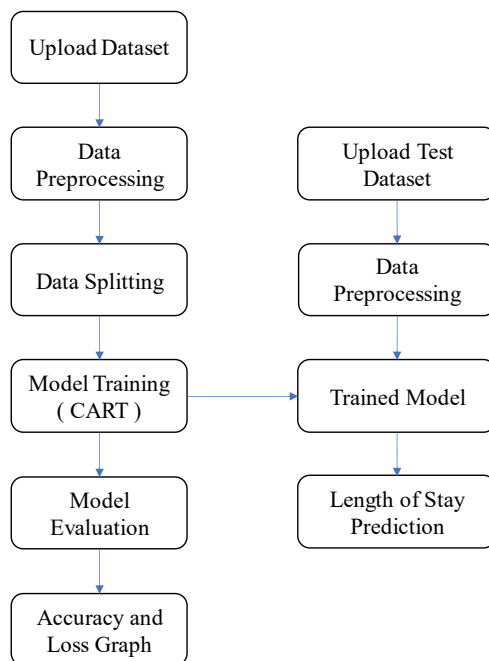 Upload Dataset
Data
Preprocessing
Data Splitting
Model Training
( CART )
Model
Evaluation
Accuracy and
Loss Graph
Upload Test
Dataset
Data
Preprocessing
Trained Model
Length of Stay
Prediction